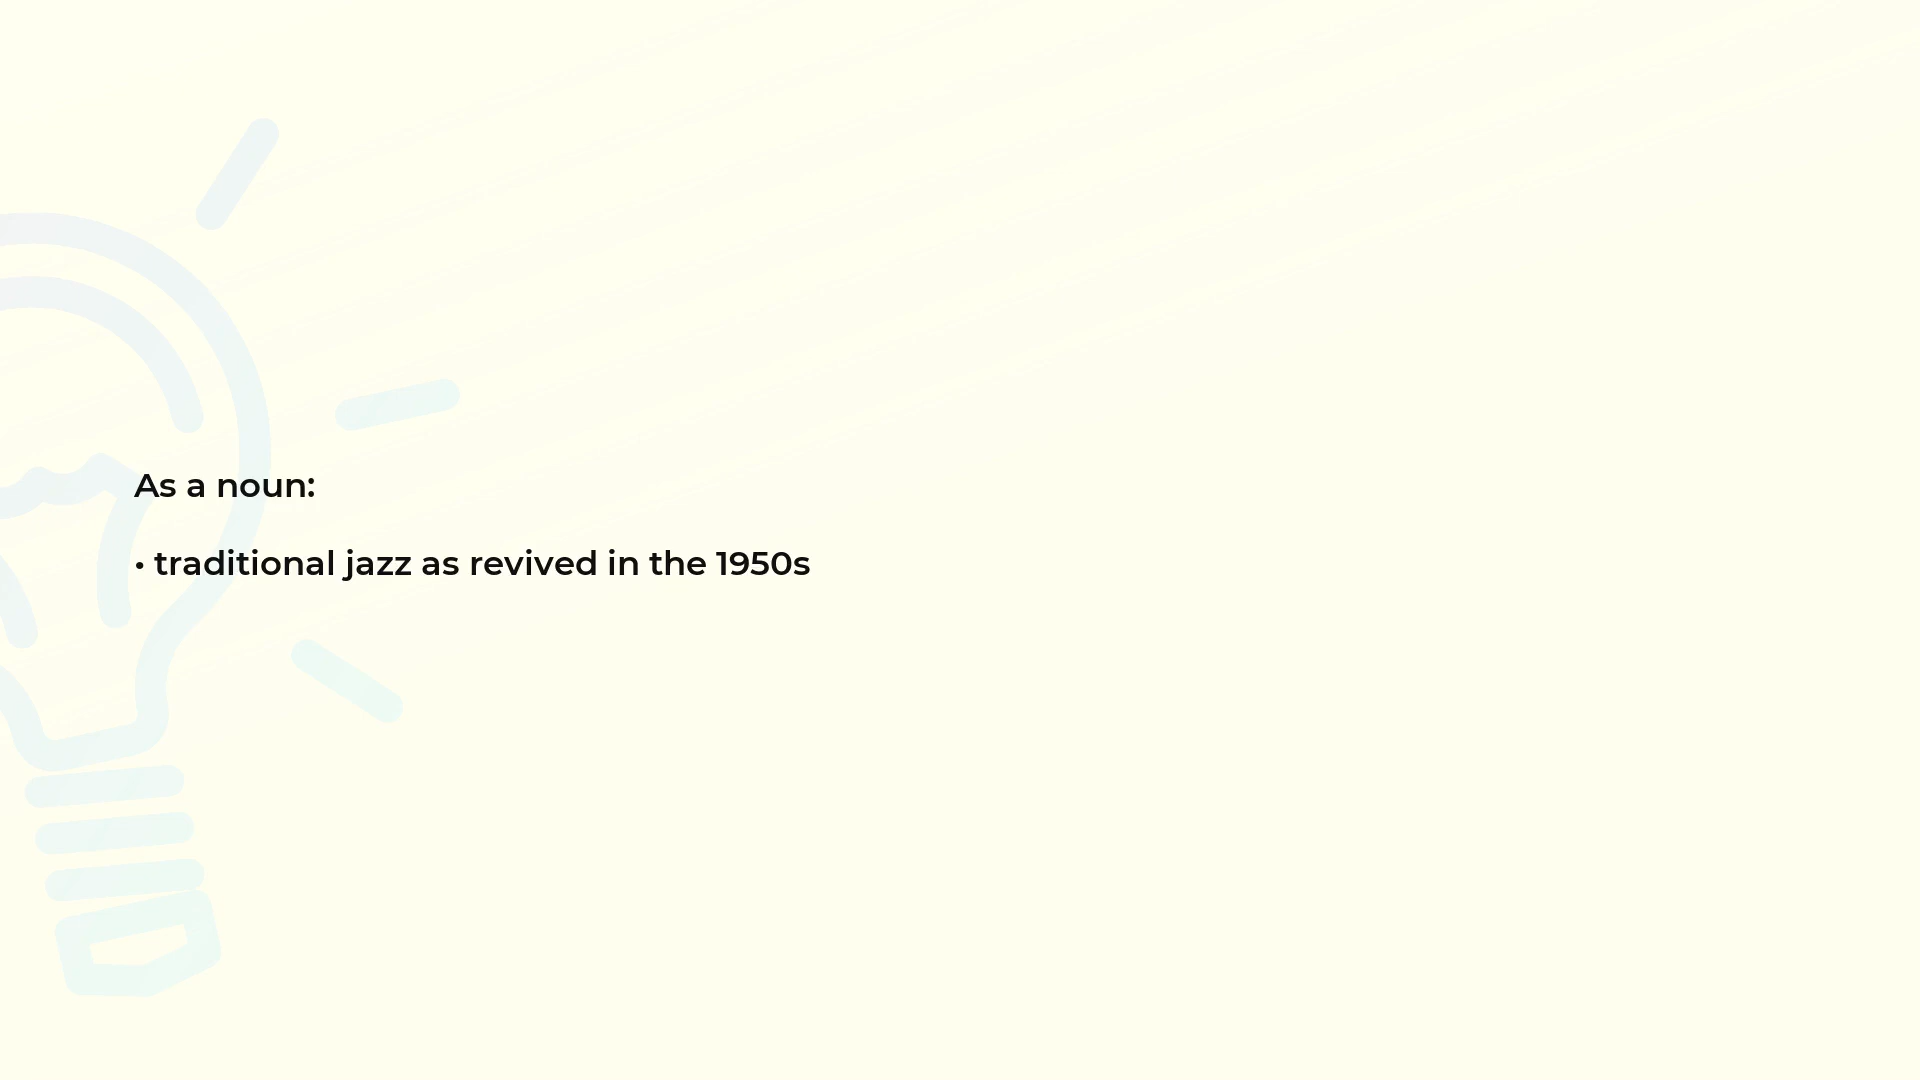 As a noun:
• traditional jazz as revived in the 1950s